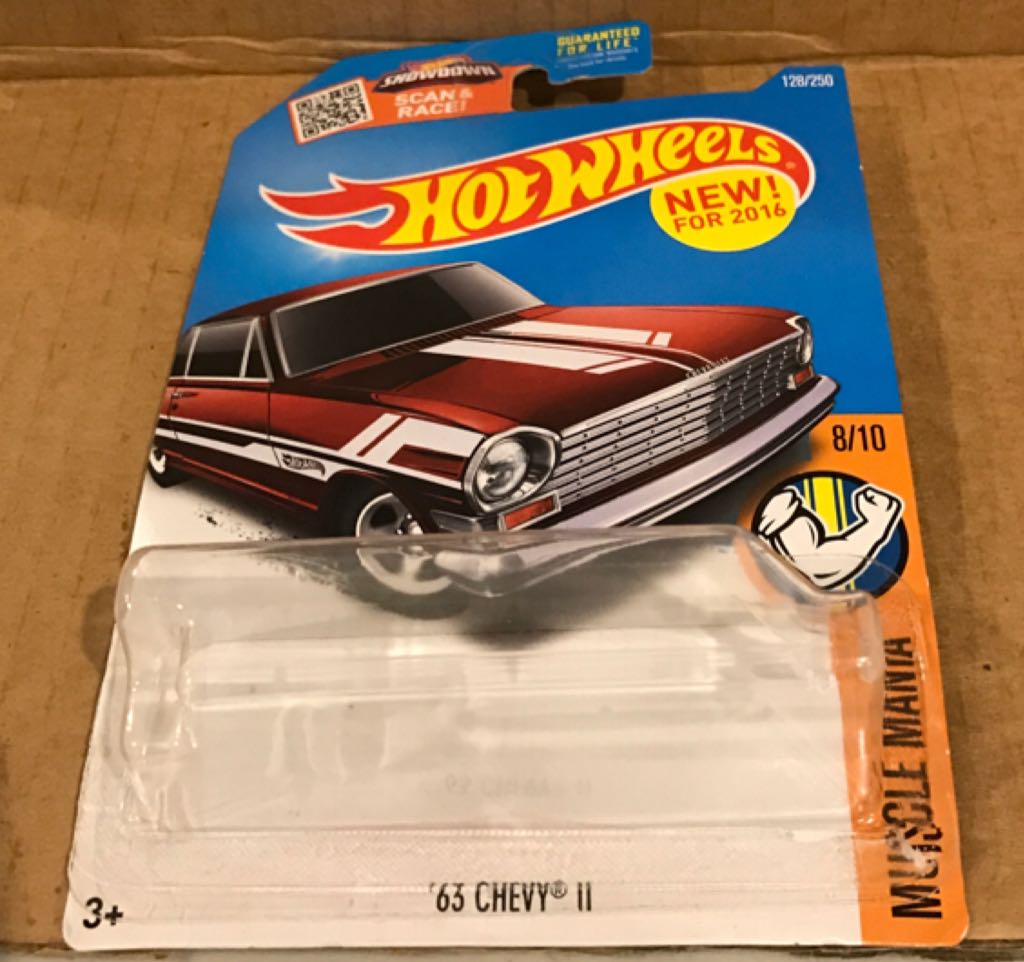 GUARANTEED
FOR LIFE
SHOWDOWN
SCAN &
RACE!
128/250
HOT WHEELS
NEW!
FOR 2016
CHEVROLET
8/10
MUSCLE MANIA
'63 CHEVY® II
3+